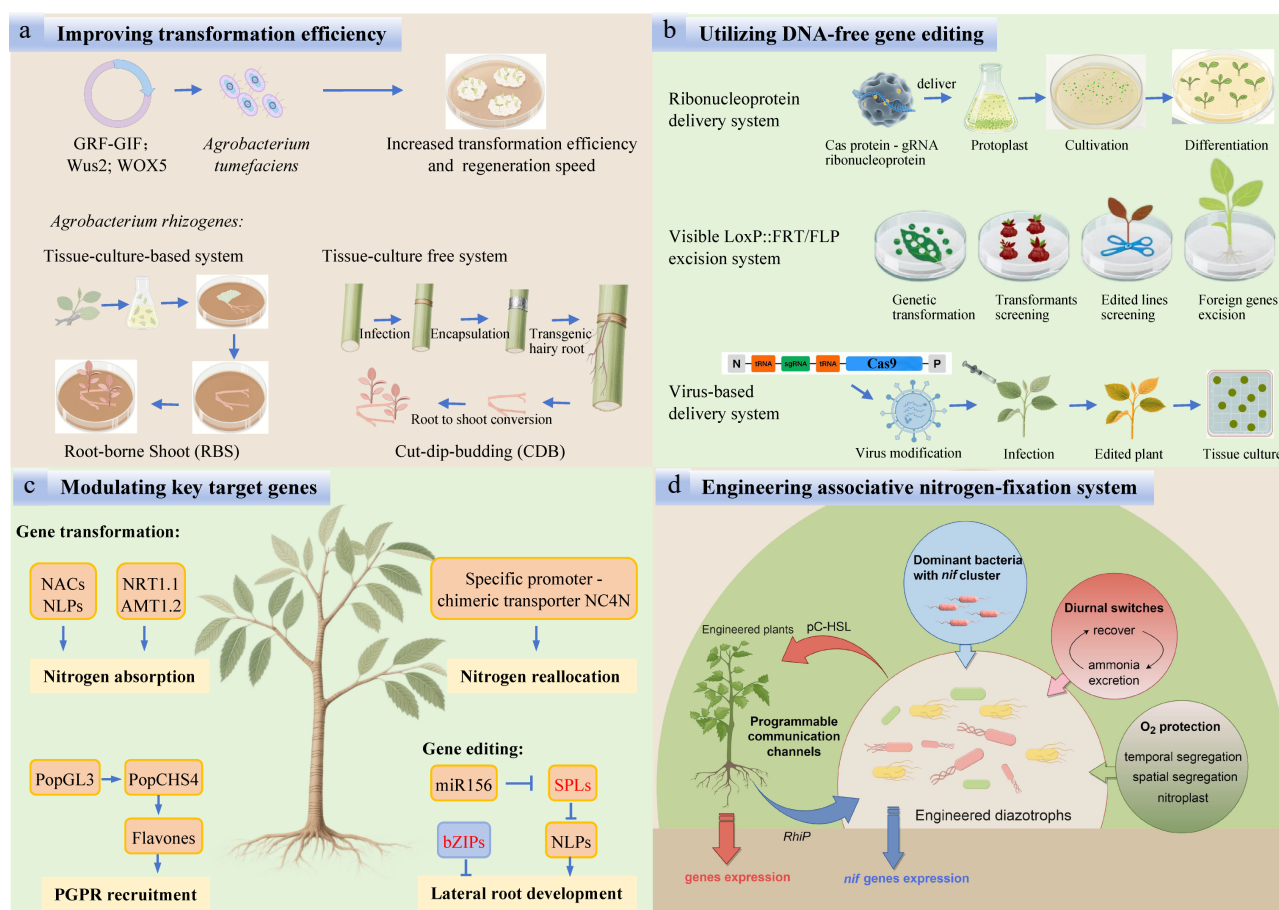 a
Improving transformation efficiency
GRF-GIF;
Wus2; WOX5
Agrobacterium
tumefaciens
Increased transformation efficiency
and regeneration speed
Agrobacterium rhizogenes:
Tissue-culture-based system
Tissue-culture free system
Infection
Encapsulation
Transgenic
hairy root
Root to shoot conversion
Root-borne Shoot (RBS)
Cut-dip-budding (CDB)
b
Utilizing DNA-free gene editing
Ribonucleoprotein
delivery system
deliver
Cas protein - gRNA
ribonucleoprotein
Protoplast
Cultivation
Differentiation
Visible LoxP::FRT/FLP
excision system
Genetic
transformation
Transformants
screening
Edited lines
screening
Foreign genes
excision
N
tRNA
sgRNA
tRNA
Cas9
P
Virus-based
delivery system
Virus modification
Infection
Edited plant
Tissue culture
c
Modulating key target genes
Gene transformation:
NACs
NLPs
NRT1.1
AMT1.2
Nitrogen absorption
Specific promoter -
chimeric transporter NC4N
Nitrogen reallocation
PopGL3
PopCHS4
Flavones
PGPR recruitment
Gene editing:
miR156
SPLs
bZIPs
NLPs
Lateral root development
d
Engineering associative nitrogen-fixation system
Dominant bacteria
with nif cluster
Diurnal switches
recover
ammonia
excretion
Engineered plants
pC-HSL
Programmable
communication
channels
O₂ protection
temporal segregation
spatial segregation
nitroplast
Engineered diazotrophs
RhiP
genes expression
nif genes expression